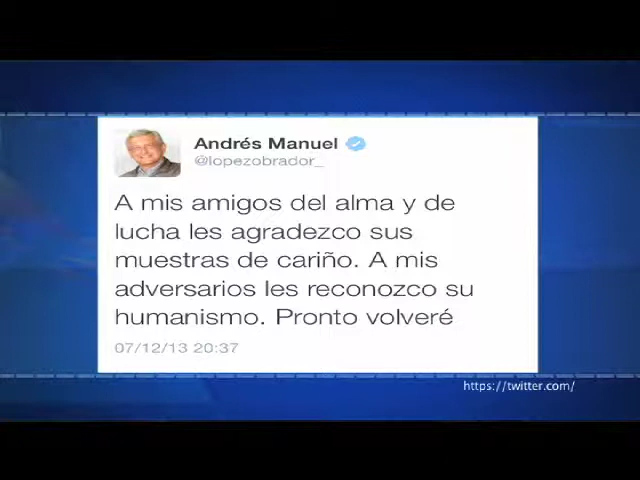 Andrés Manuel
@lopezobrador_
A mis amigos del alma y de
lucha les agradezco sus
muestras de cariño. A mis
adversarios les reconozco su
humanismo. Pronto volveré
07/12/13 20:37
https://twitter.com/